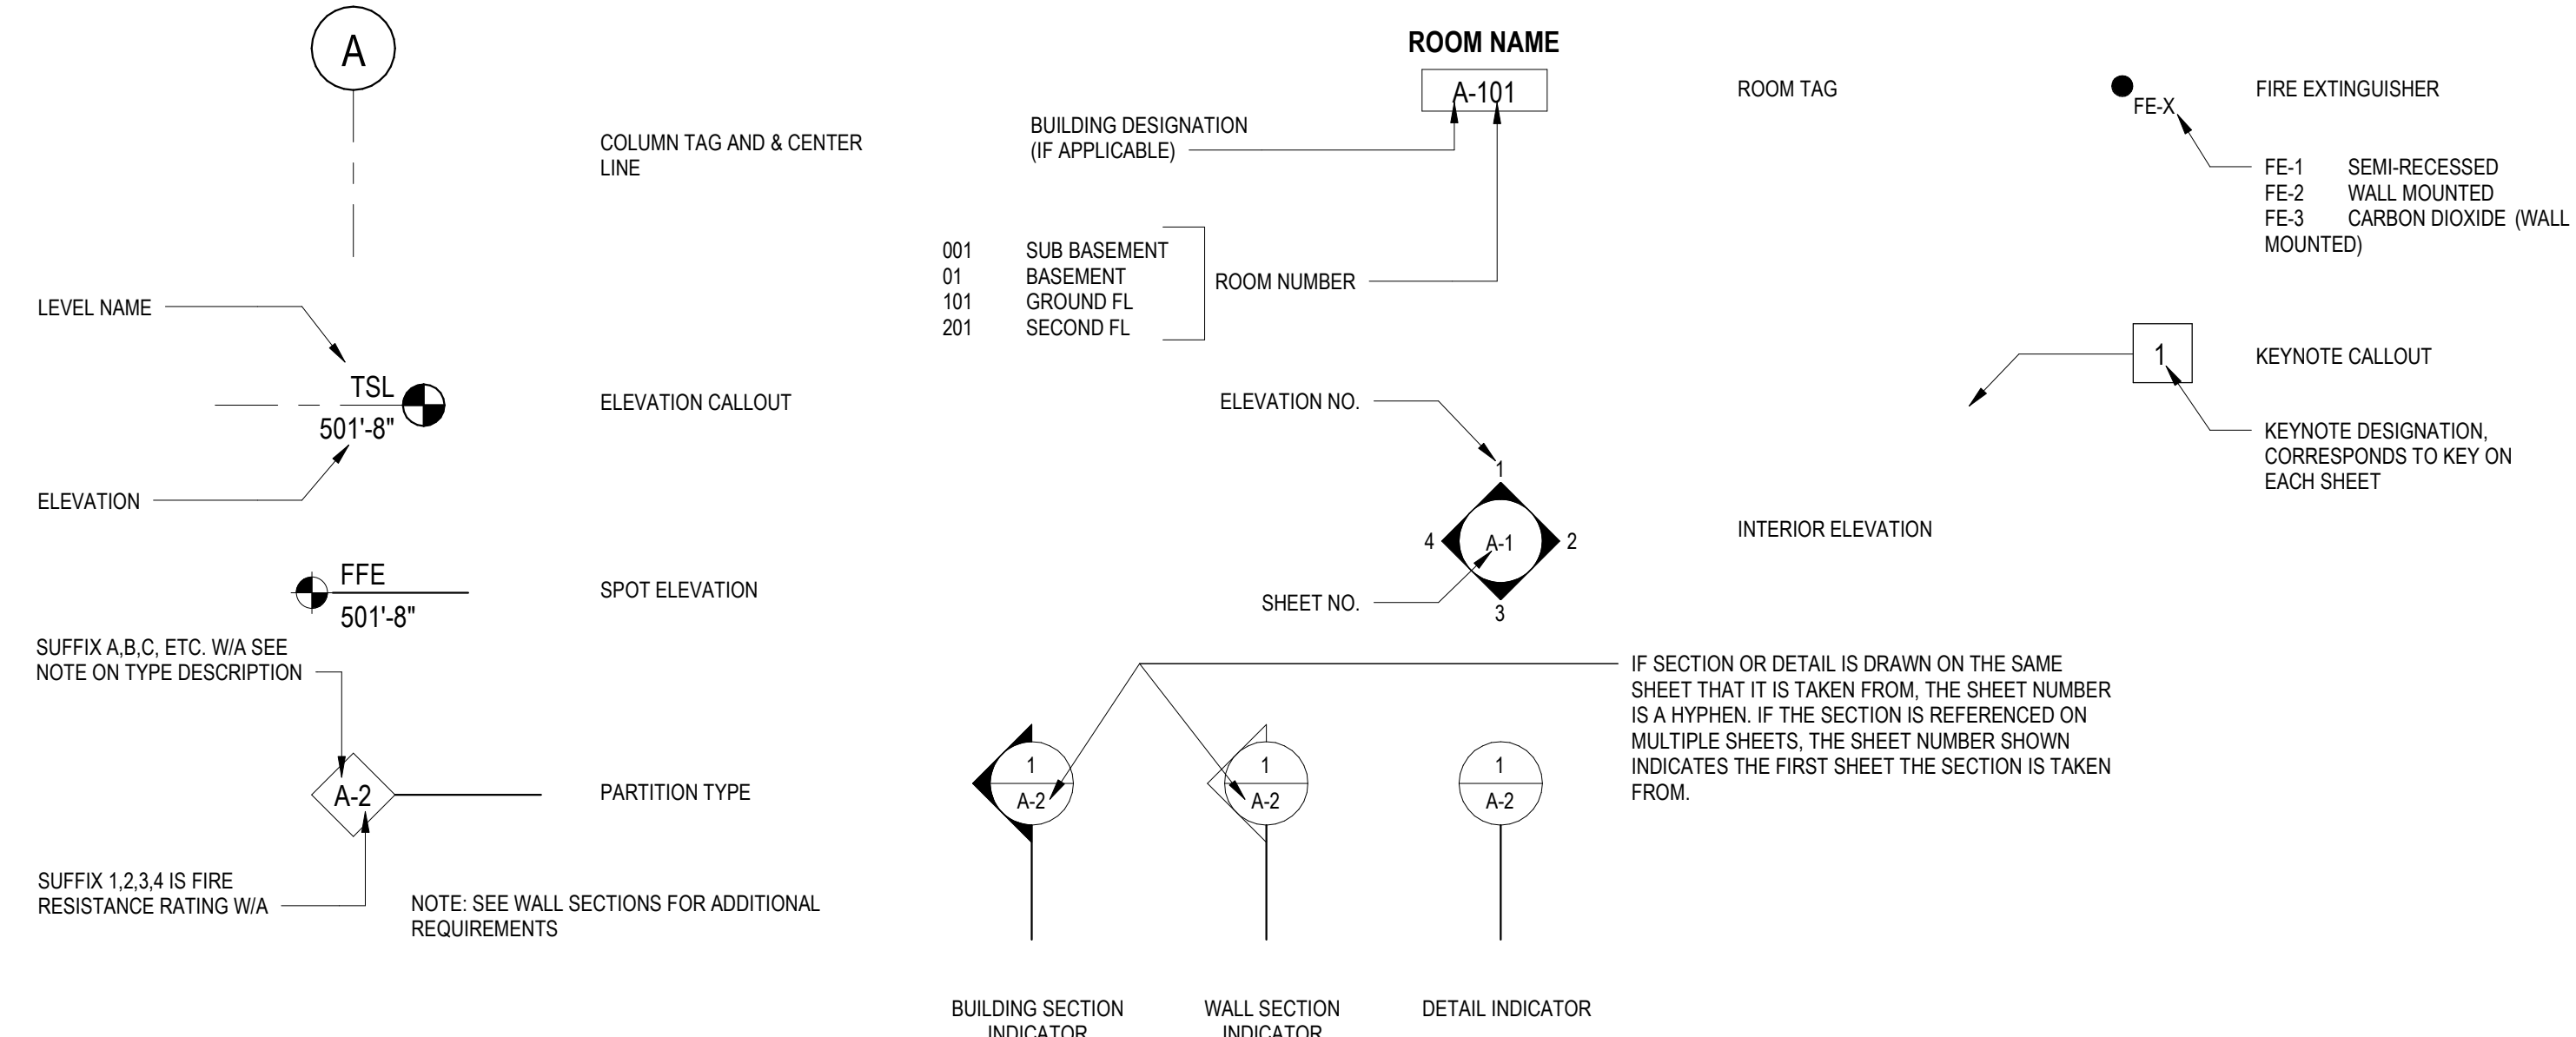 A
COLUMN TAG AND & CENTER
LINE
LEVEL NAME
TSL
501'-8"
ELEVATION CALLOUT
ELEVATION
FFE
501'-8"
SPOT ELEVATION
SUFFIX A,B,C, ETC. W/A SEE
NOTE ON TYPE DESCRIPTION
A-2
PARTITION TYPE
SUFFIX 1,2,3,4 IS FIRE
RESISTANCE RATING W/A
NOTE: SEE WALL SECTIONS FOR ADDITIONAL
REQUIREMENTS
ROOM NAME
A-101
ROOM TAG
BUILDING DESIGNATION
(IF APPLICABLE)
001 SUB BASEMENT
01 BASEMENT
101 GROUND FL
201 SECOND FL
ROOM NUMBER
ELEVATION NO.
1
4
A-1
2
3
INTERIOR ELEVATION
SHEET NO.
IF SECTION OR DETAIL IS DRAWN ON THE SAME
SHEET THAT IT IS TAKEN FROM, THE SHEET NUMBER
IS A HYPHEN. IF THE SECTION IS REFERENCED ON
MULTIPLE SHEETS, THE SHEET NUMBER SHOWN
INDICATES THE FIRST SHEET THE SECTION IS TAKEN
FROM.
1
A-2
1
A-2
1
A-2
BUILDING SECTION
INDICATOR
WALL SECTION
INDICATOR
DETAIL INDICATOR
FE-X
FIRE EXTINGUISHER
FE-1 SEMI-RECESSED
FE-2 WALL MOUNTED
FE-3 CARBON DIOXIDE (WALL
MOUNTED)
1
KEYNOTE CALLOUT
KEYNOTE DESIGNATION,
CORRESPONDS TO KEY ON
EACH SHEET